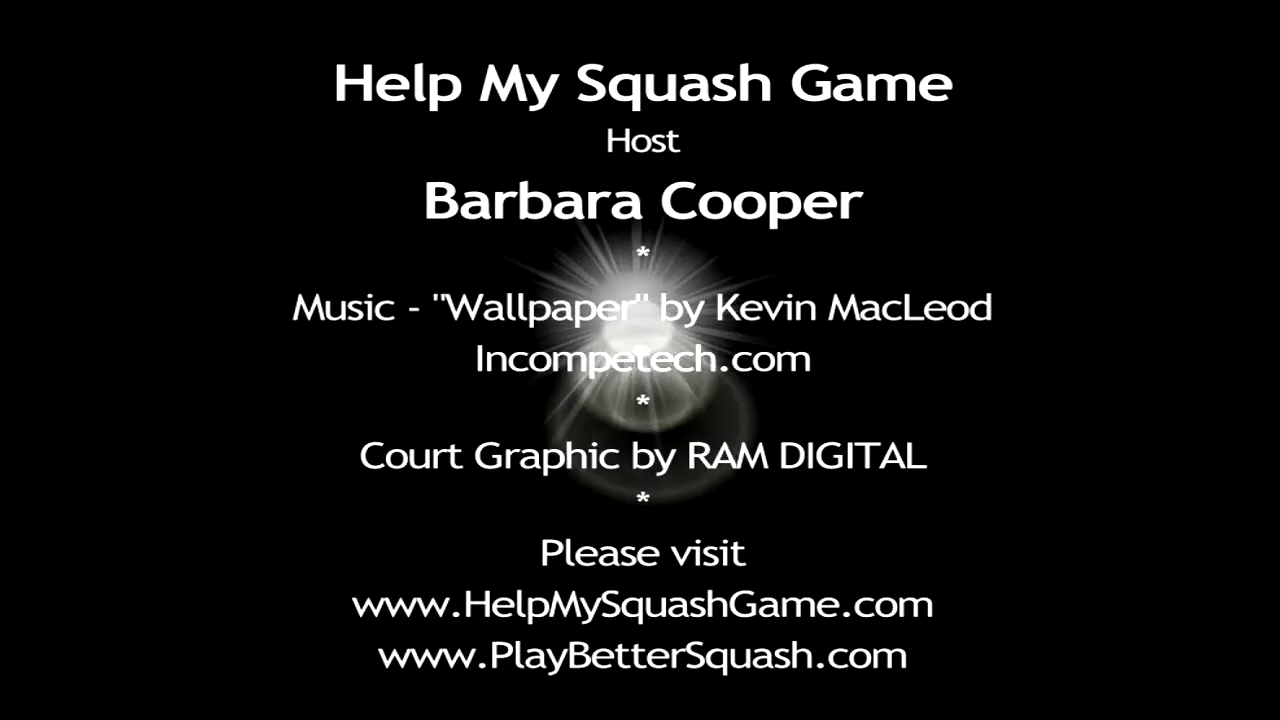 Help My Squash Game
Host
Barbara Cooper
*
Music - "Wallpaper" by Kevin MacLeod
Incompetech.com
*
Court Graphic by RAM DIGITAL
*
Please visit
www.HelpMySquashGame.com
www.PlayBetterSquash.com